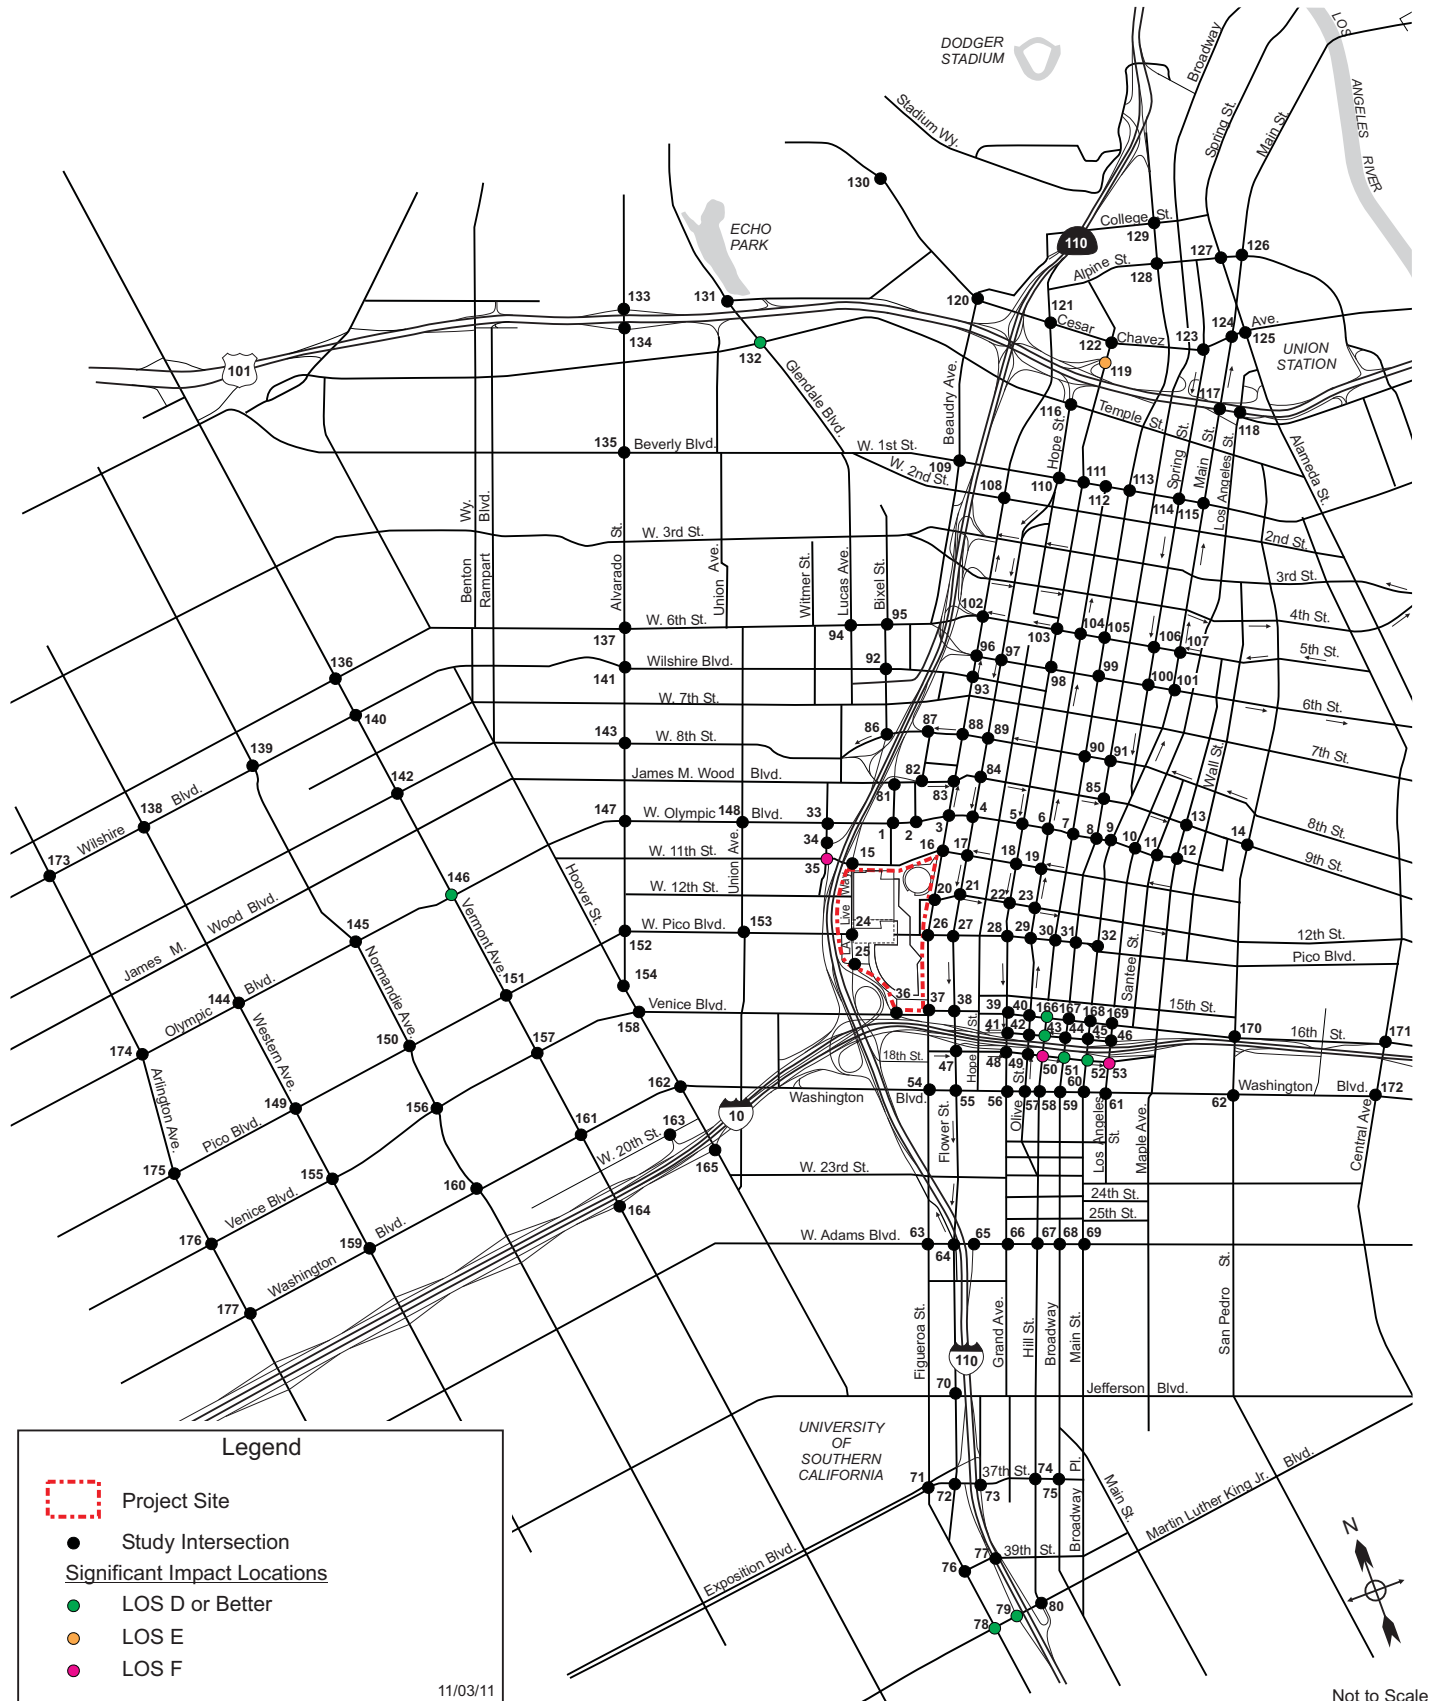 DODGER
STADIUM
Stadium Wy.
Broadway
Spring St.
Main St.
LOS
ANGELES
RIVER
130
ECHO
PARK
College St.
129
110
Alpine St.
128
127
126
133
131
120
121
Cesar
Chavez
Ave.
122
123
124
125
134
132
119
101
UNION
STATION
Glendale Blvd.
Beaudry Ave.
116
Temple St.
117
118
Hope St.
Spring St.
Main St.
Los Angeles St.
Alameda St.
135
Beverly Blvd.
W. 1st St.
W. 2nd St.
109
108
110
111
112
113
114
115
Benton Wy.
Rampart Blvd.
Alvarado St.
W. 3rd St.
Union Ave.
Witmer St.
Lucas Ave.
Bixel St.
2nd St.
3rd St.
4th St.
5th St.
6th St.
7th St.
8th St.
9th St.
102
103
104
105
106
107
137
W. 6th St.
94
95
136
141
Wilshire Blvd.
92
96
97
93
98
99
100
101
W. 7th St.
140
139
143
W. 8th St.
86
87
88
89
90
91
Wall St.
142
James M. Wood Blvd.
82
81
83
84
85
138
Wilshire Blvd.
147
W. Olympic Blvd.
148
33
34
35
1
2
3
4
5
6
7
8
9
10
11
12
13
14
173
W. 11th St.
15
16
17
18
19
146
W. 12th St.
Union Ave.
L.A. Live Way
20
21
22
23
James M. Wood Blvd.
Hoover St.
Vermont Ave.
145
152
W. Pico Blvd.
153
24
25
26
27
28
29
30
31
32
12th St.
Pico Blvd.
Santee St.
Normandie Ave.
151
154
144
Olympic Blvd.
Western Ave.
Venice Blvd.
158
36
37
38
39
40
166
167
168
169
15th St.
16th St.
170
171
41
42
43
44
45
46
174
150
157
18th St.
47
Hope St.
48
49
50
51
52
53
Arlington Ave.
162
Washington Blvd.
54
55
56
Olive St.
57
58
59
60
61
Washington Blvd.
62
172
149
156
161
163
10
W. 20th St.
165
Pico Blvd.
Flower St.
Los Angeles St.
Maple Ave.
Central Ave.
175
155
160
W. 23rd St.
24th St.
25th St.
164
Venice Blvd.
176
159
Washington Blvd.
177
W. Adams Blvd.
63
64
65
66
67
68
69
San Pedro St.
Figueroa St.
Grand Ave.
Hill St.
Broadway
Main St.
110
70
Jefferson Blvd.
UNIVERSITY
OF
SOUTHERN
CALIFORNIA
71
72
73
37th St.
74
75
Broadway Pl.
Main St.
Martin Luther King Jr. Blvd.
Exposition Blvd.
76
77
39th St.
78
79
80
N
Legend
Project Site
Study Intersection
Significant Impact Locations
LOS D or Better
LOS E
LOS F
11/03/11
Not to Scale